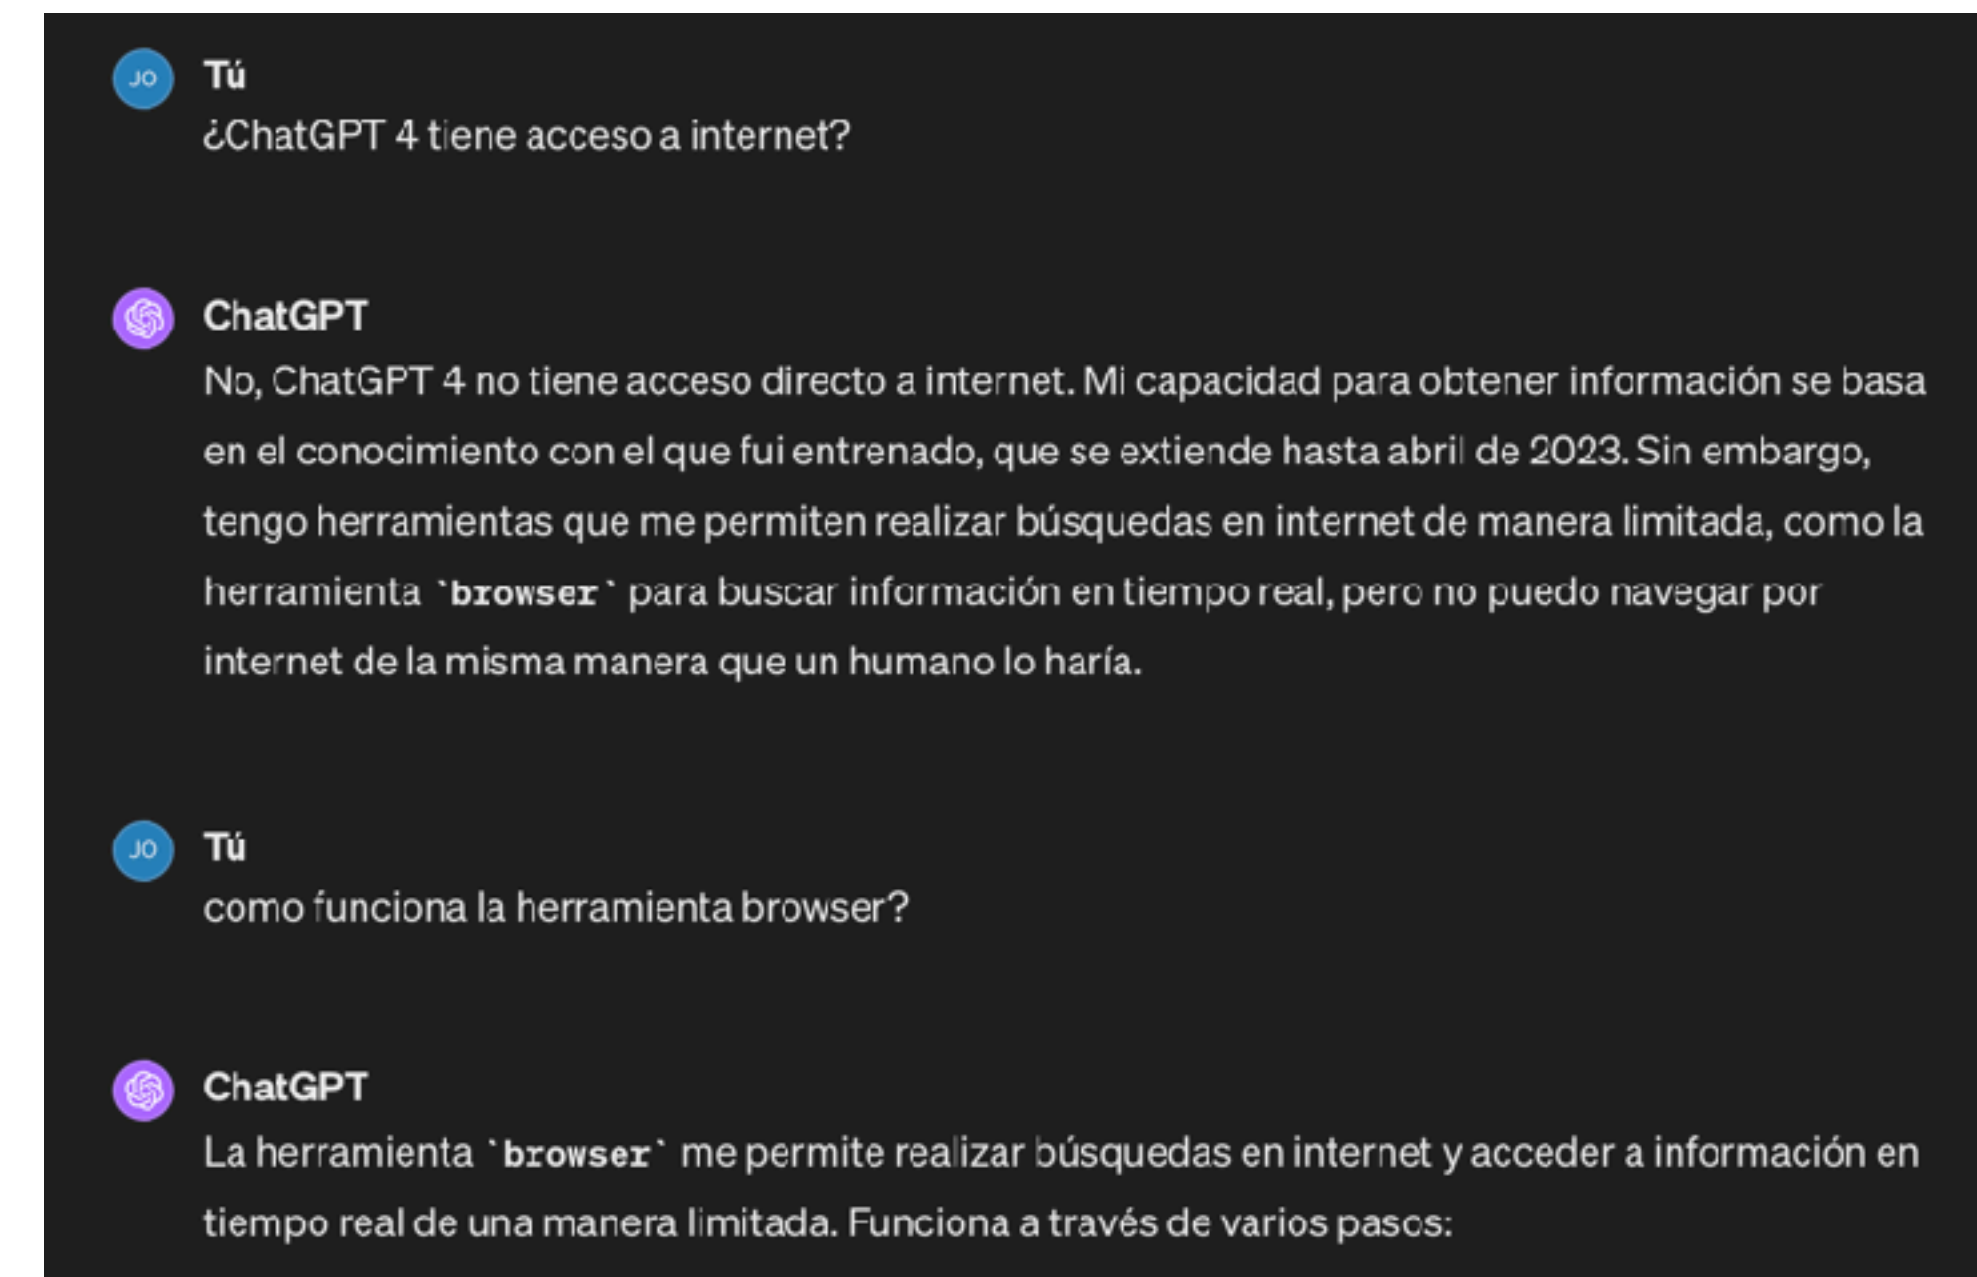 JO Tú
¿ChatGPT 4 tiene acceso a internet?
ChatGPT
No, ChatGPT 4 no tiene acceso directo a internet. Mi capacidad para obtener información se basa
en el conocimiento con el que fui entrenado, que se extiende hasta abril de 2023. Sin embargo,
tengo herramientas que me permiten realizar búsquedas en internet de manera limitada, como la
herramienta `browser` para buscar información en tiempo real, pero no puedo navegar por
internet de la misma manera que un humano lo haría.
JO Tú
como funciona la herramienta browser?
ChatGPT
La herramienta `browser` me permite realizar búsquedas en internet y acceder a información en
tiempo real de una manera limitada. Funciona a través de varios pasos: